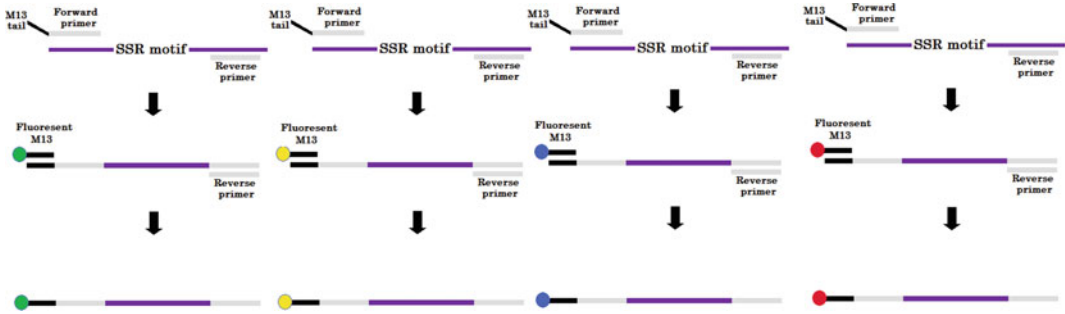 M13
tail
Forward
primer
SSR motif
Reverse
primer
Fluoresent
M13
Reverse
primer
M13
tail
Forward
primer
SSR motif
Reverse
primer
Fluoresent
M13
Reverse
primer
M13
tail
Forward
primer
SSR motif
Reverse
primer
Fluoresent
M13
Reverse
primer
M13
tail
Forward
primer
SSR motif
Reverse
primer
Fluoresent
M13
Reverse
primer